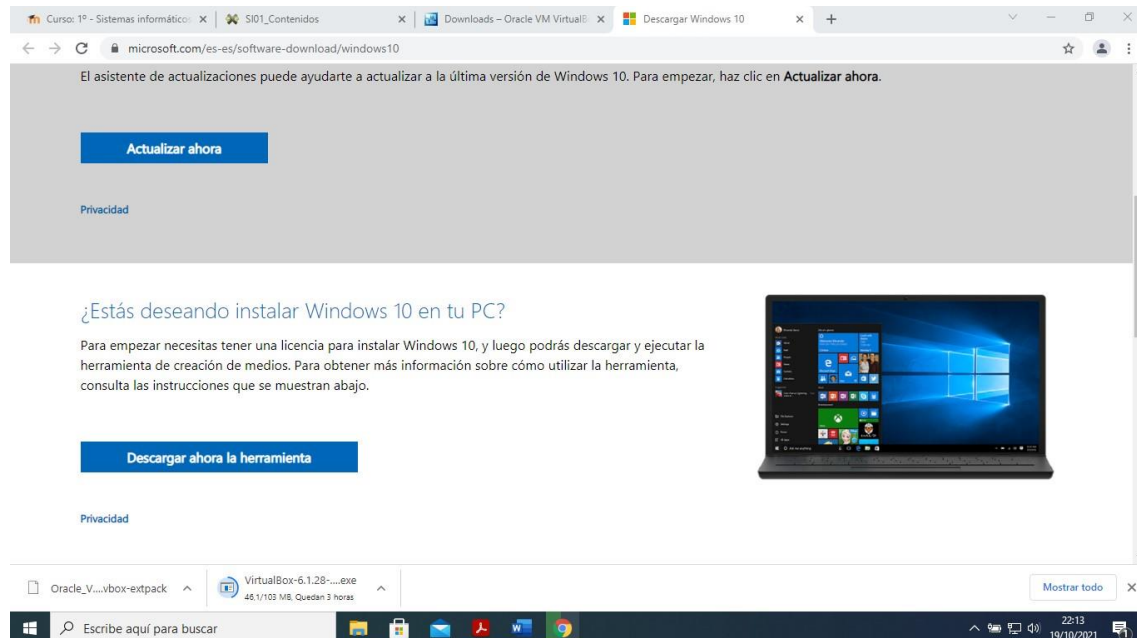 Curso: 1º - Sistemas informáticos
SI01_Contenidos
Downloads – Oracle VM VirtualB
Descargar Windows 10
microsoft.com/es-es/software-download/windows10
El asistente de actualizaciones puede ayudarte a actualizar a la última versión de Windows 10. Para empezar, haz clic en Actualizar ahora.
Actualizar ahora
Privacidad
¿Estás deseando instalar Windows 10 en tu PC?
Para empezar necesitas tener una licencia para instalar Windows 10, y luego podrás descargar y ejecutar la
herramienta de creación de medios. Para obtener más información sobre cómo utilizar la herramienta,
consulta las instrucciones que se muestran abajo.
Descargar ahora la herramienta
Privacidad
Oracle_V....vbox-extpack
VirtualBox-6.1.28-....exe
46,1/103 MB, Quedan 3 horas
Mostrar todo
Escribe aquí para buscar
22:13
19/10/2021